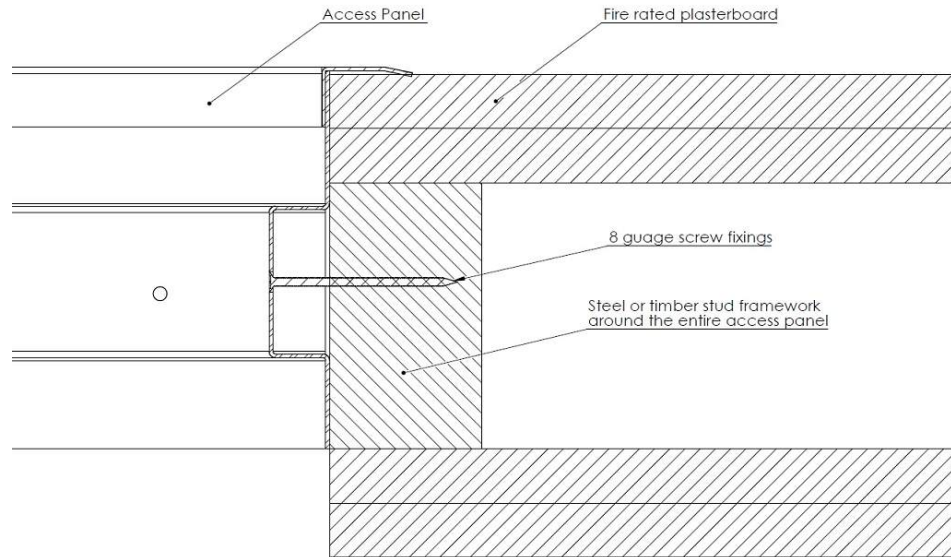 Access Panel
Fire rated plasterboard
8 guage screw fixings
Steel or timber stud framework
around the entire access panel